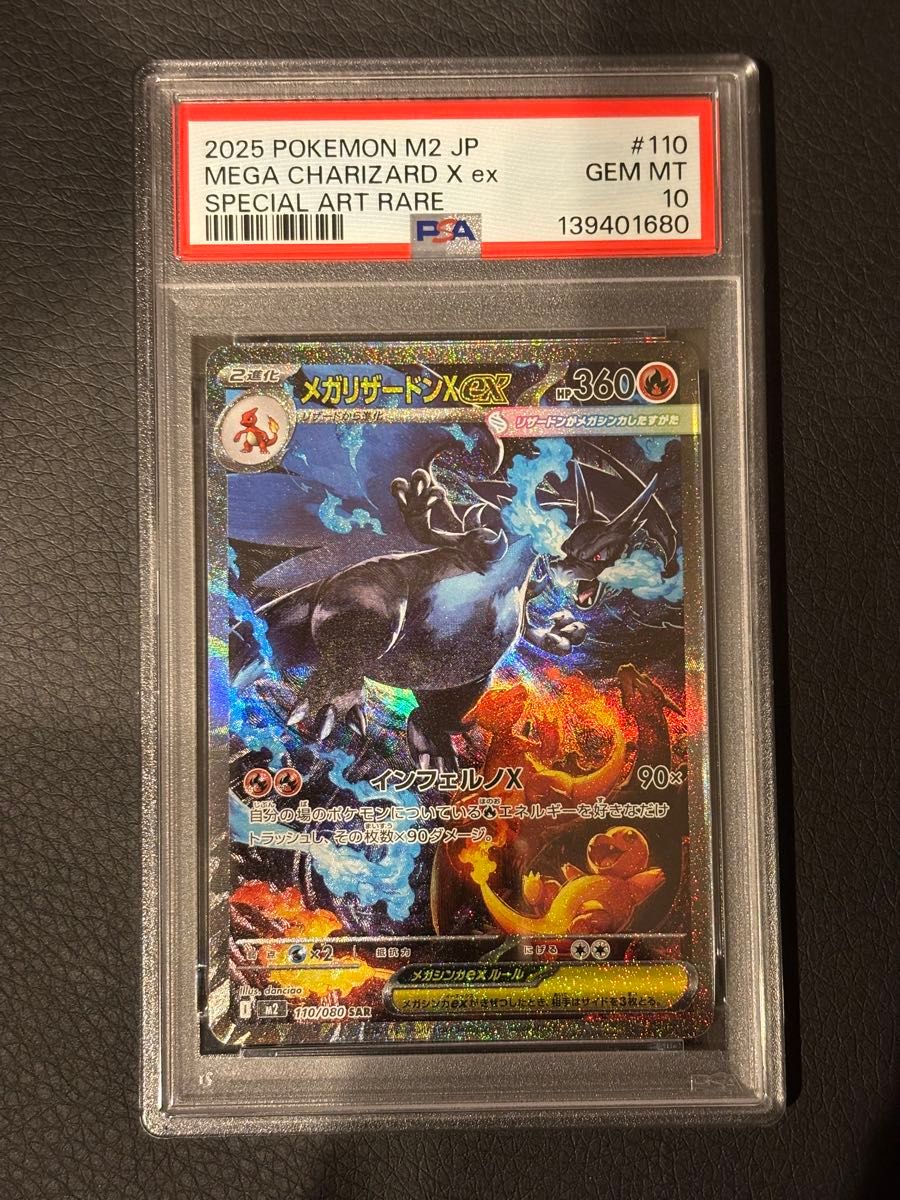 2025 POKEMON M2 JP #110
MEGA CHARIZARD X ex GEM MT
SPECIAL ART RARE 10
PSA 139401680
2進化 メガリザードンXex HP360
リザードから進化
リザードンがメガシンカしたすがた
インフェルノX 90×
自分の場のポケモンについているエネルギーを好きなだけ
トラッシュし、その枚数×90ダメージ。
弱点 ×2 抵抗力 にげる
メガシンカexルール
メガシンカexがきぜつしたとき、相手はサイドを3枚とる。
Illus. danciao
I M2 110/080 SAR